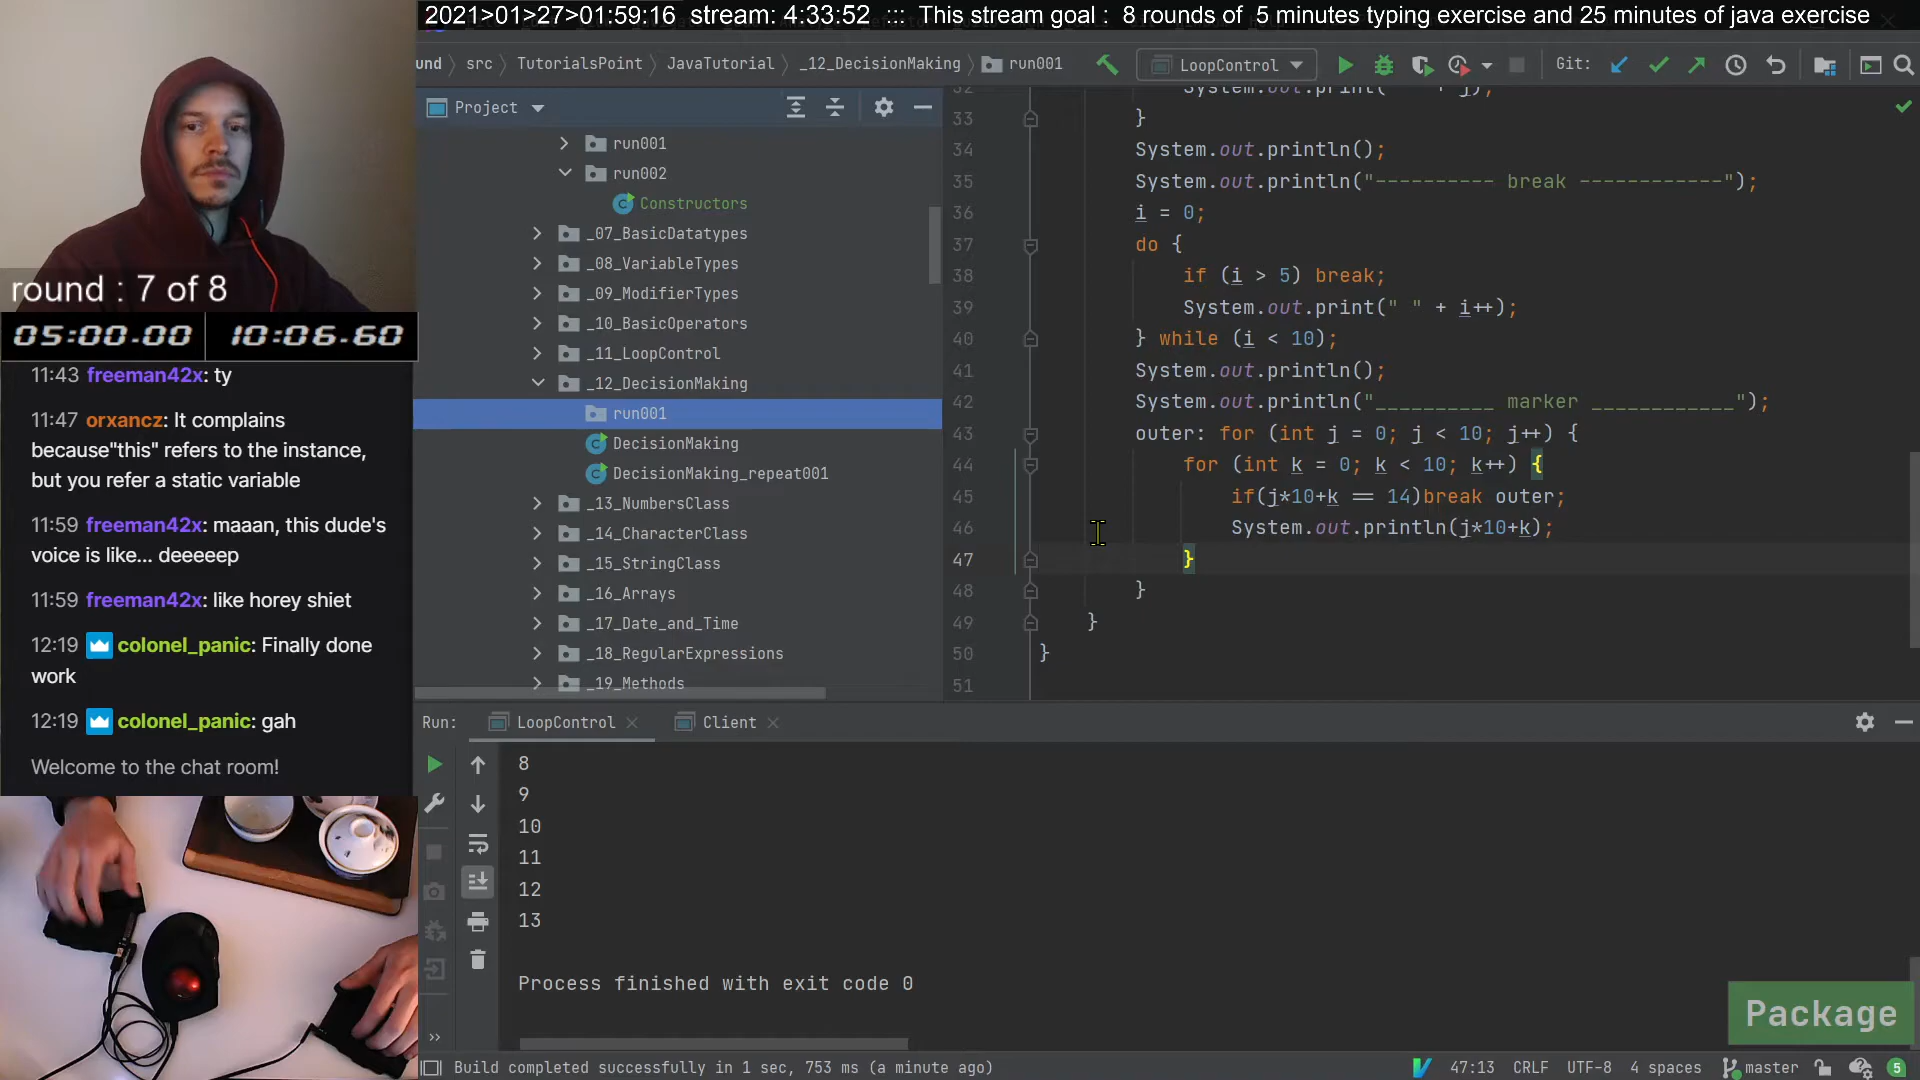 2021>01>27>01:59:16  stream: 4:33:52  :::  This stream goal :  8 rounds of  5 minutes typing exercise and 25 minutes of java exercise
und > src > TutorialsPoint > JavaTutorial > _12_DecisionMaking > run001
LoopControl
Git:
Project
run001
run002
Constructors
_07_BasicDatatypes
_08_VariableTypes
_09_ModifierTypes
_10_BasicOperators
_11_LoopControl
_12_DecisionMaking
run001
DecisionMaking
DecisionMaking_repeat001
_13_NumbersClass
_14_CharacterClass
_15_StringClass
_16_Arrays
_17_Date_and_Time
_18_RegularExpressions
_19_Methods
33 }
34 System.out.println();
35 System.out.println("---------- break ------------");
36 i = 0;
37 do {
38 if (i > 5) break;
39 System.out.print(" " + i++);
40 } while (i < 10);
41 System.out.println();
42 System.out.println("__________ marker ____________");
43 outer: for (int j = 0; j < 10; j++) {
44 for (int k = 0; k < 10; k++) {
45 if(j*10+k == 14)break outer;
46 System.out.println(j*10+k);
47 }
48 }
49 }
50 }
51
round : 7 of 8
05:00.00 10:06.60
11:43 freeman42x: ty
11:47 orxancz: It complains
because"this" refers to the instance,
but you refer a static variable
11:59 freeman42x: maaan, this dude's
voice is like... deeeeep
11:59 freeman42x: like horey shiet
12:19 colonel_panic: Finally done
work
12:19 colonel_panic: gah
Welcome to the chat room!
Run: LoopControl Client
8
9
10
11
12
13
Process finished with exit code 0
Package
Build completed successfully in 1 sec, 753 ms (a minute ago)
47:13 CRLF UTF-8 4 spaces master 5